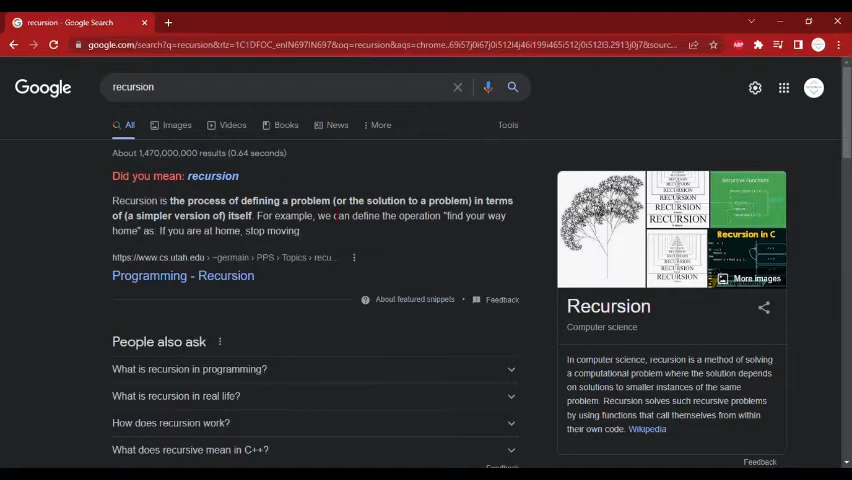 recursion - Google Search
google.com/search?q=recursion&rlz=1C1DFOC_enIN697IN697&oq=recursion&aqs=chrome..69i57j0i67j0i512l4j46i199i465i512j0i512l3.2913j0j7&sourc...
ABP
Google
recursion
All Images Videos Books News More Tools
About 1,470,000,000 results (0.64 seconds)
Did you mean: recursion
Recursion is the process of defining a problem (or the solution to a problem) in terms
of (a simpler version of) itself. For example, we can define the operation "find your way
home" as: If you are at home, stop moving
https://www.cs.utah.edu › ~germain › PPS › Topics › recu...
Programming - Recursion
About featured snippets • Feedback
People also ask
What is recursion in programming?
What is recursion in real life?
How does recursion work?
What does recursive mean in C++?
Feedback
RECURSION
RECURSION
RECURSION
Recursive Functions
Recursion in C
More images
Recursion
Computer science
In computer science, recursion is a method of solving
a computational problem where the solution depends
on solutions to smaller instances of the same
problem. Recursion solves such recursive problems
by using functions that call themselves from within
their own code. Wikipedia
Feedback